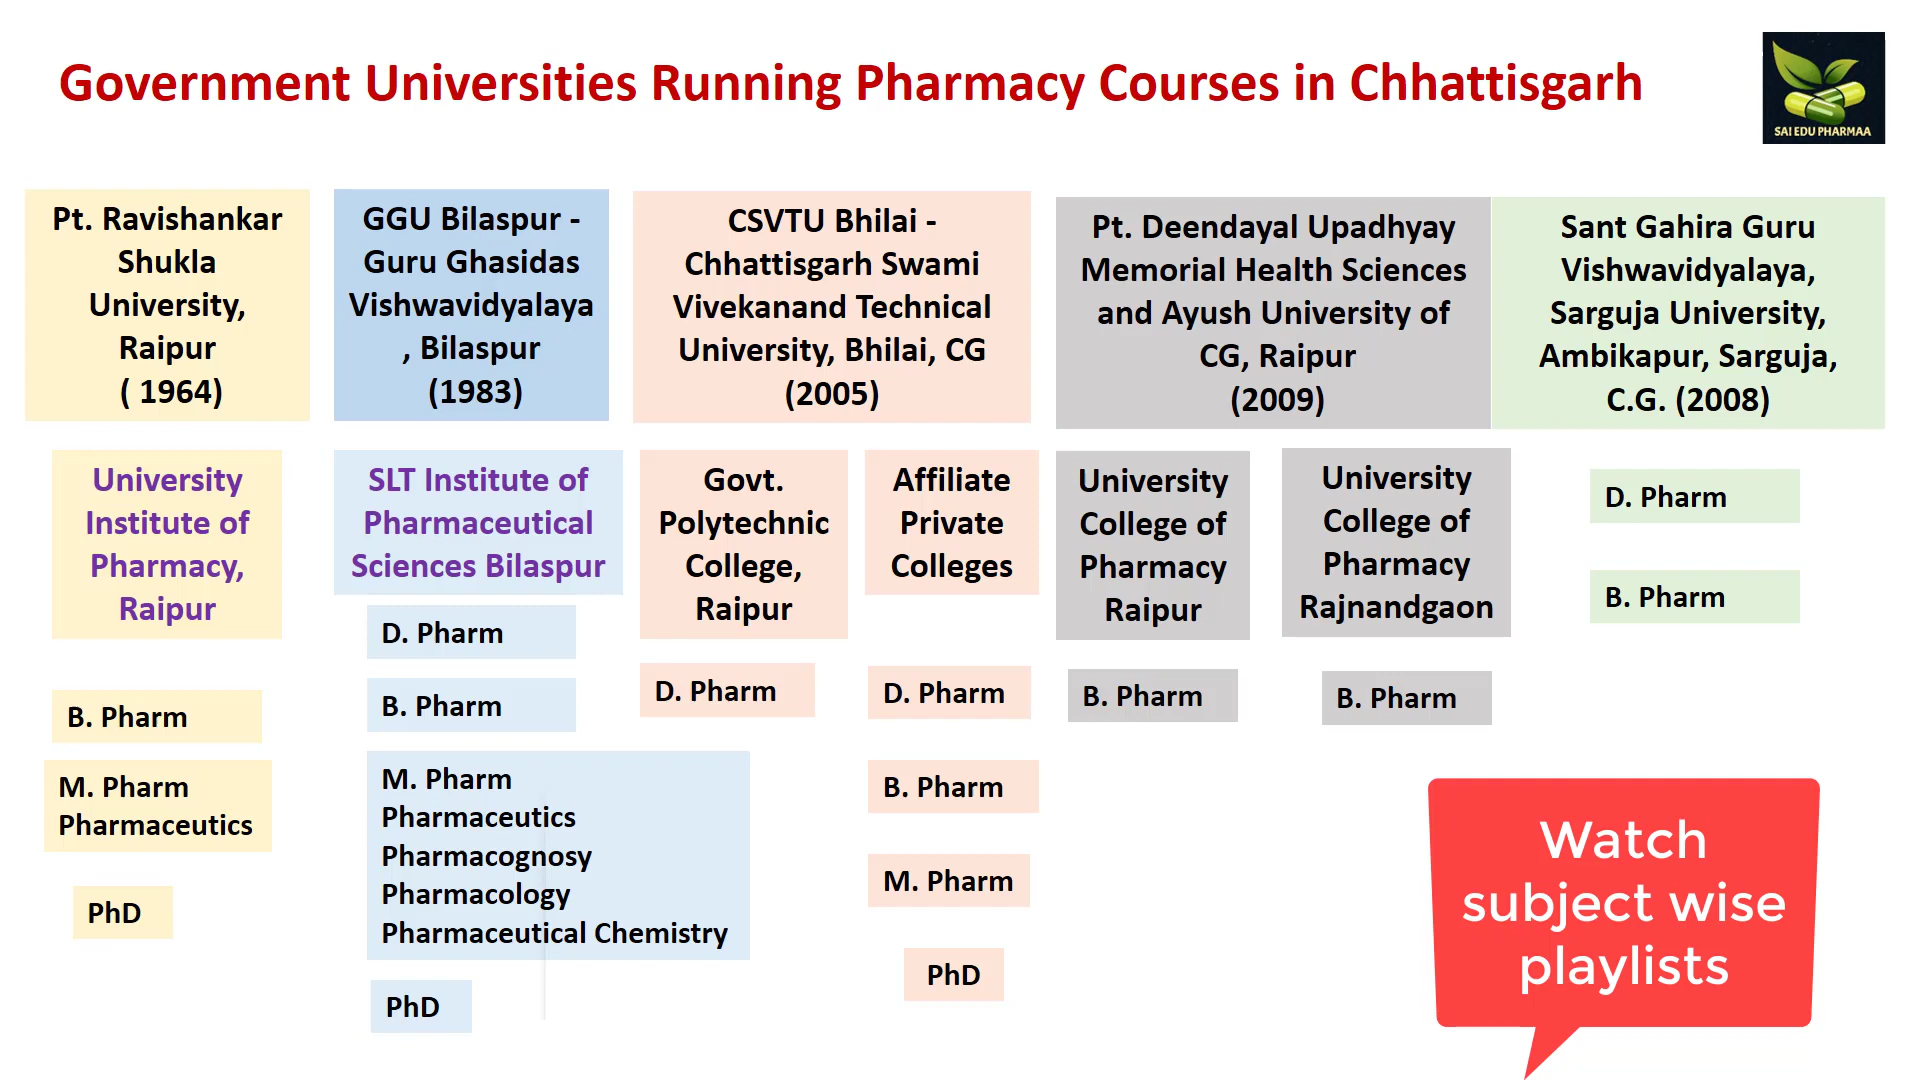 Government Universities Running Pharmacy Courses in Chhattisgarh
SAI EDU PHARMAA
Pt. Ravishankar
Shukla
University,
Raipur
( 1964)
GGU Bilaspur -
Guru Ghasidas
Vishwavidyalaya
, Bilaspur
(1983)
CSVTU Bhilai -
Chhattisgarh Swami
Vivekanand Technical
University, Bhilai, CG
(2005)
Pt. Deendayal Upadhyay
Memorial Health Sciences
and Ayush University of
CG, Raipur
(2009)
Sant Gahira Guru
Vishwavidyalaya,
Sarguja University,
Ambikapur, Sarguja,
C.G. (2008)
University
Institute of
Pharmacy,
Raipur
B. Pharm
M. Pharm
Pharmaceutics
PhD
SLT Institute of
Pharmaceutical
Sciences Bilaspur
D. Pharm
B. Pharm
M. Pharm
Pharmaceutics
Pharmacognosy
Pharmacology
Pharmaceutical Chemistry
PhD
Govt.
Polytechnic
College,
Raipur
D. Pharm
Affiliate
Private
Colleges
D. Pharm
B. Pharm
M. Pharm
PhD
University
College of
Pharmacy
Raipur
B. Pharm
University
College of
Pharmacy
Rajnandgaon
B. Pharm
D. Pharm
B. Pharm
Watch
subject wise
playlists